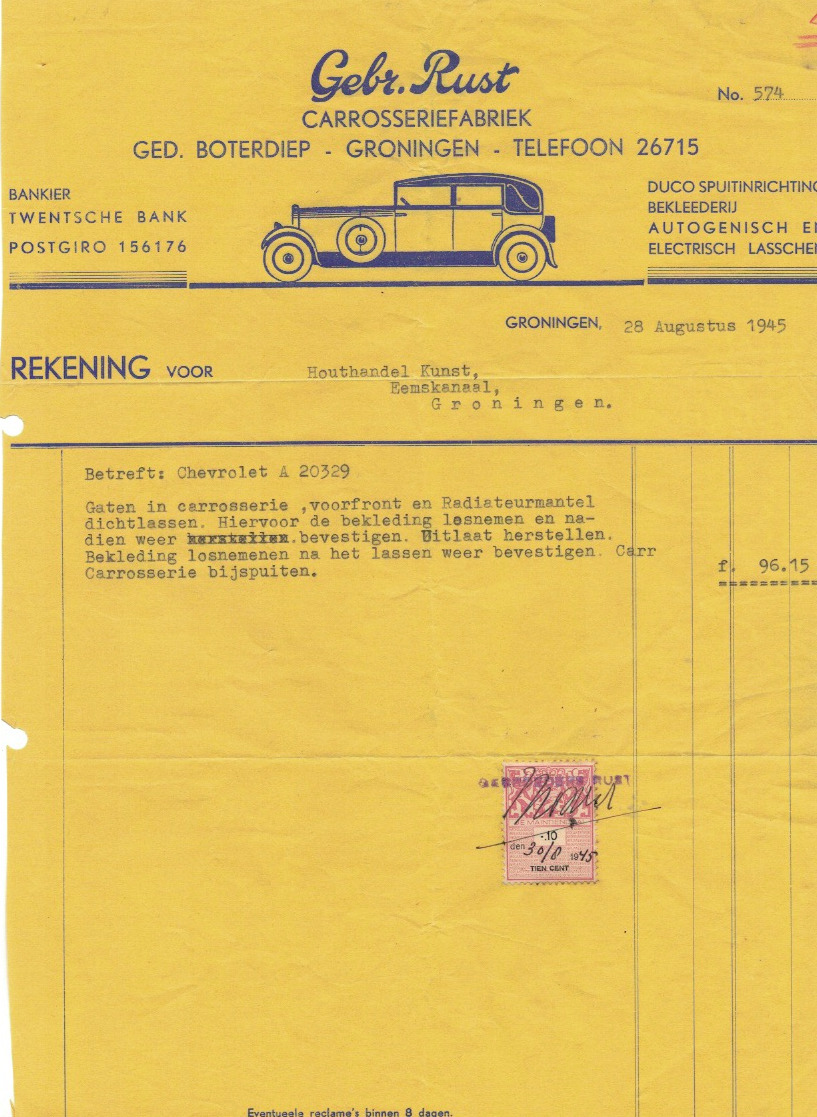 Gebr. Rust
No. 574
CARROSSERIEFABRIEK
GED. BOTERDIEP - GRONINGEN - TELEFOON 26715
BANKIER
TWENTSCHE BANK
POSTGIRO 156176
DUCO SPUITINRICHTING
BEKLEEDERIJ
AUTOGENISCH EN
ELECTRISCH LASSCHEN
GRONINGEN, 28 Augustus 1945
REKENING VOOR Houthandel Kunst,
Eemskanaal,
Groningen.
Betreft: Chevrolet A 20329
Gaten in carrosserie ,voorfront en Radiateurmantel
dichtlassen. Hiervoor de bekleding losnemen en na-
dien weer herstellen.bevestigen. Uitlaat herstellen.
Bekleding losnemenen na het lassen weer bevestigen. Carr
Carrosserie bijspuiten.
f. 96.15
RUST
-.10
den 30/8 1945
TIEN CENT
Eventueele reclame's binnen 8 dagen.